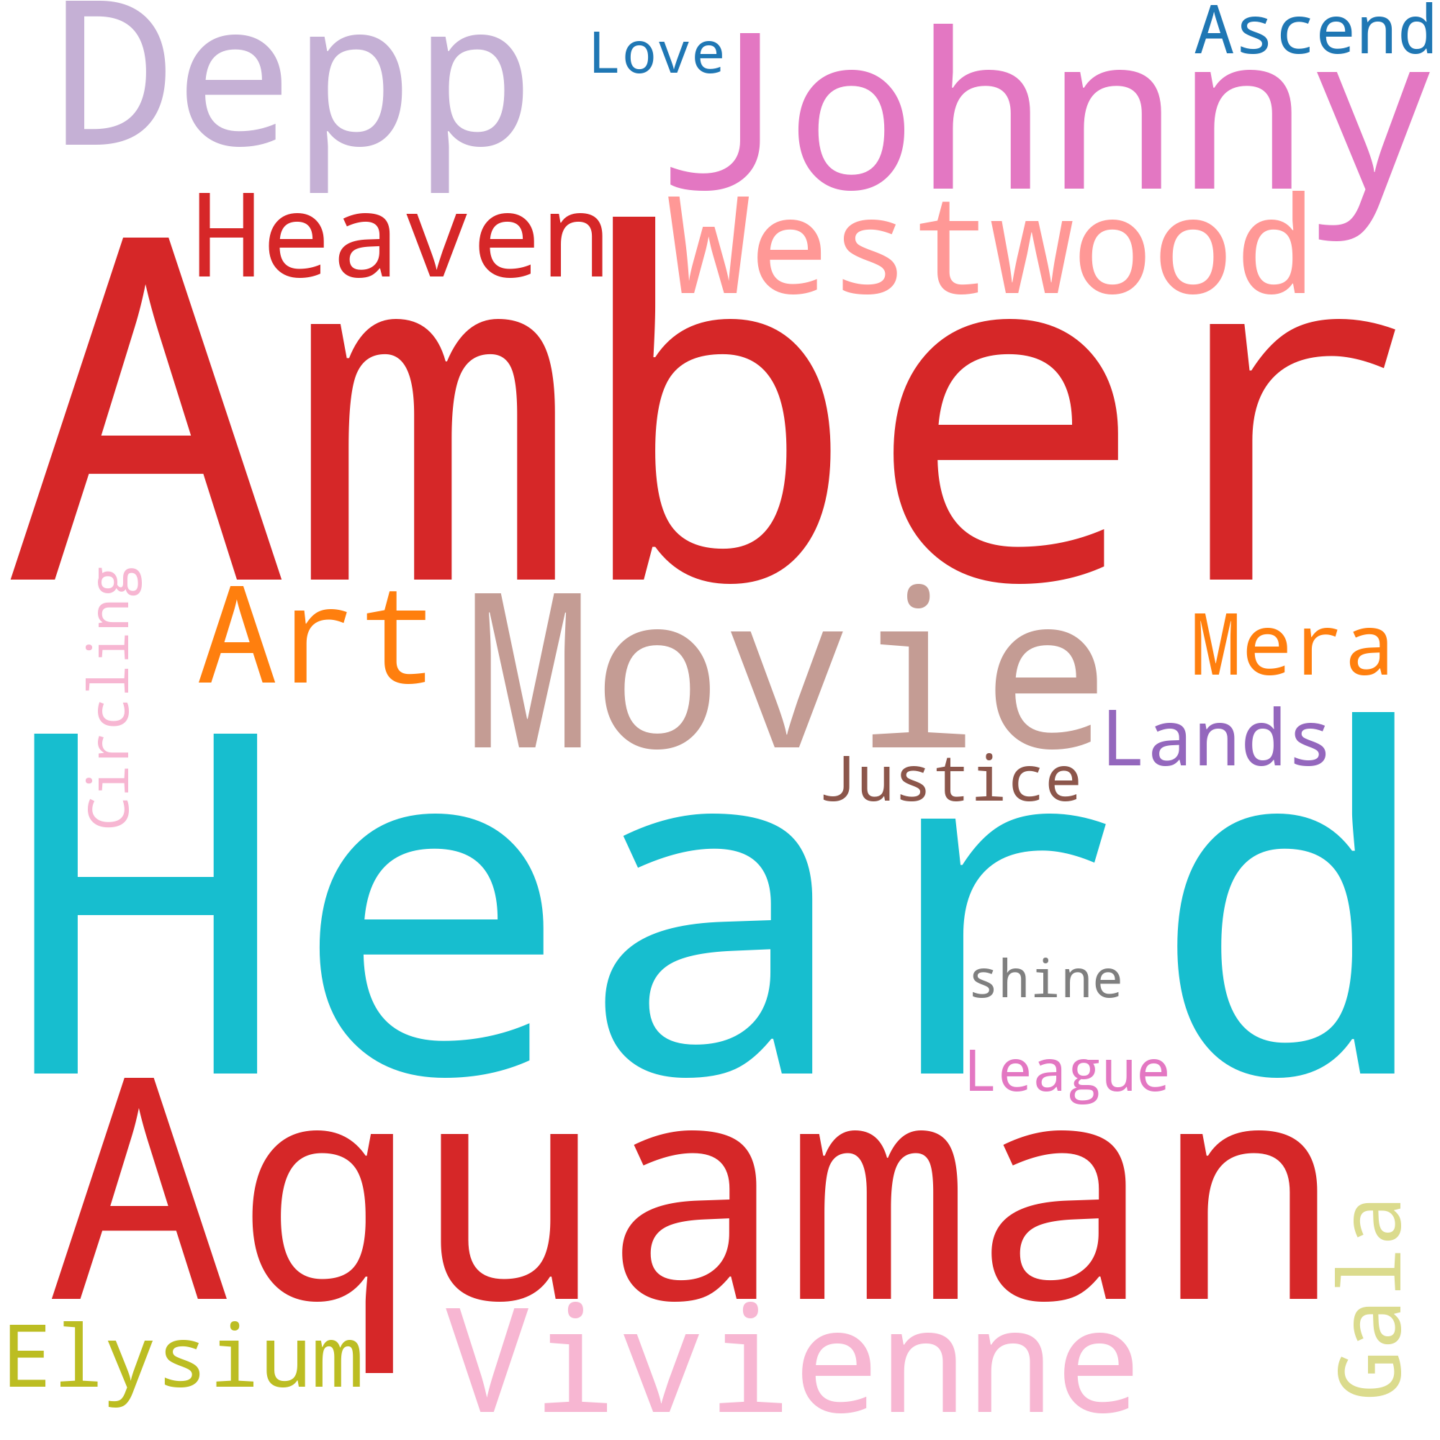 Depp
Love
Johnny
Ascend
Heaven
Westwood
Amber
Circling
Art
Movie
Mera
Lands
Justice
Heard
shine
League
Aquaman
Gala
Elysium
Vivienne